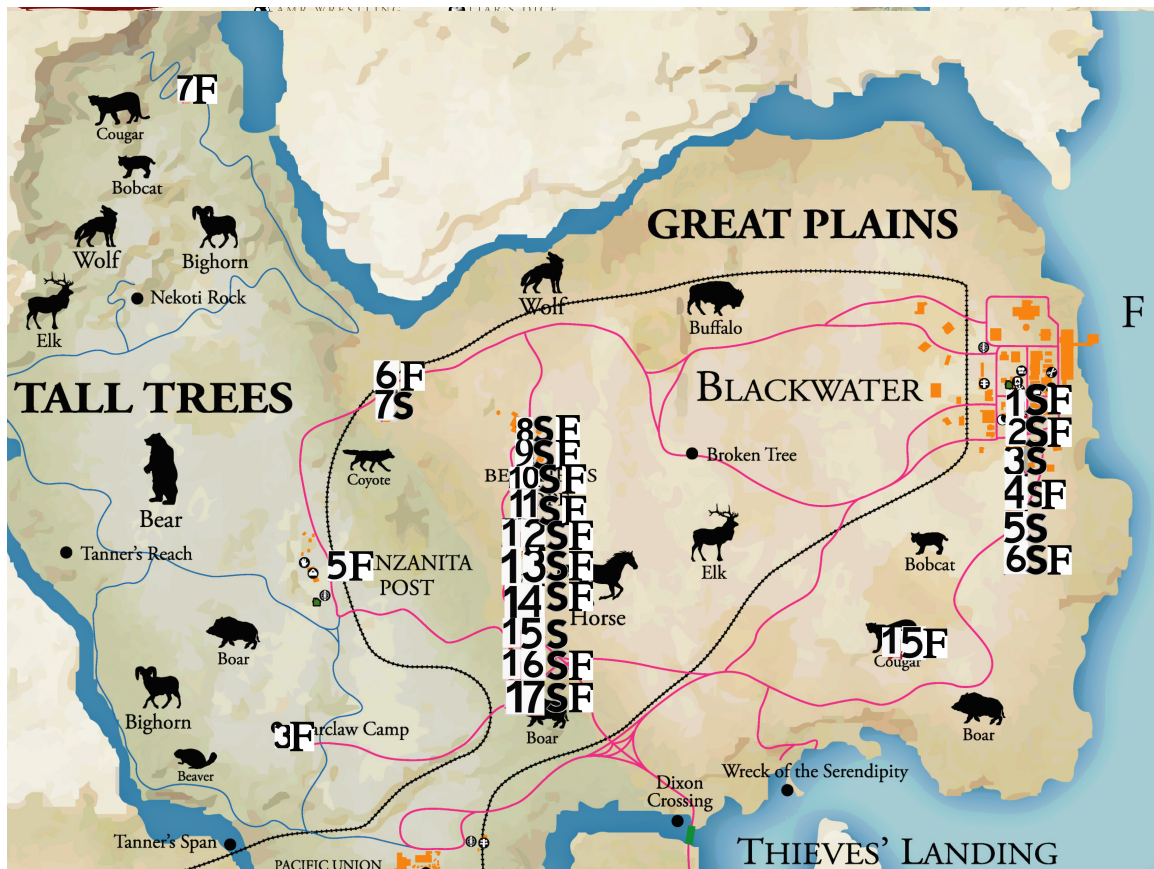 7F
Cougar
Bobcat
Wolf
Bighorn
GREAT PLAINS
Nekoti Rock
Wolf
Buffalo
F
Elk
6F
7S
TALL TREES
BLACKWATER
1SF
2SF
3S
4SF
5S
6SF
8SF
9SF
10SF
11SF
12SF
13SF
14SF
15S
16SF
17SF
Broken Tree
Coyote
Bear
Tanner's Reach
5F
POST
Elk
Bobcat
Horse
Boar
15F
Cougar
Bighorn
3F
Camp
Boar
Boar
Beaver
Wreck of the Serendipity
Dixon
Crossing
Tanner's Span
THIEVES' LANDING
PACIFIC UNION